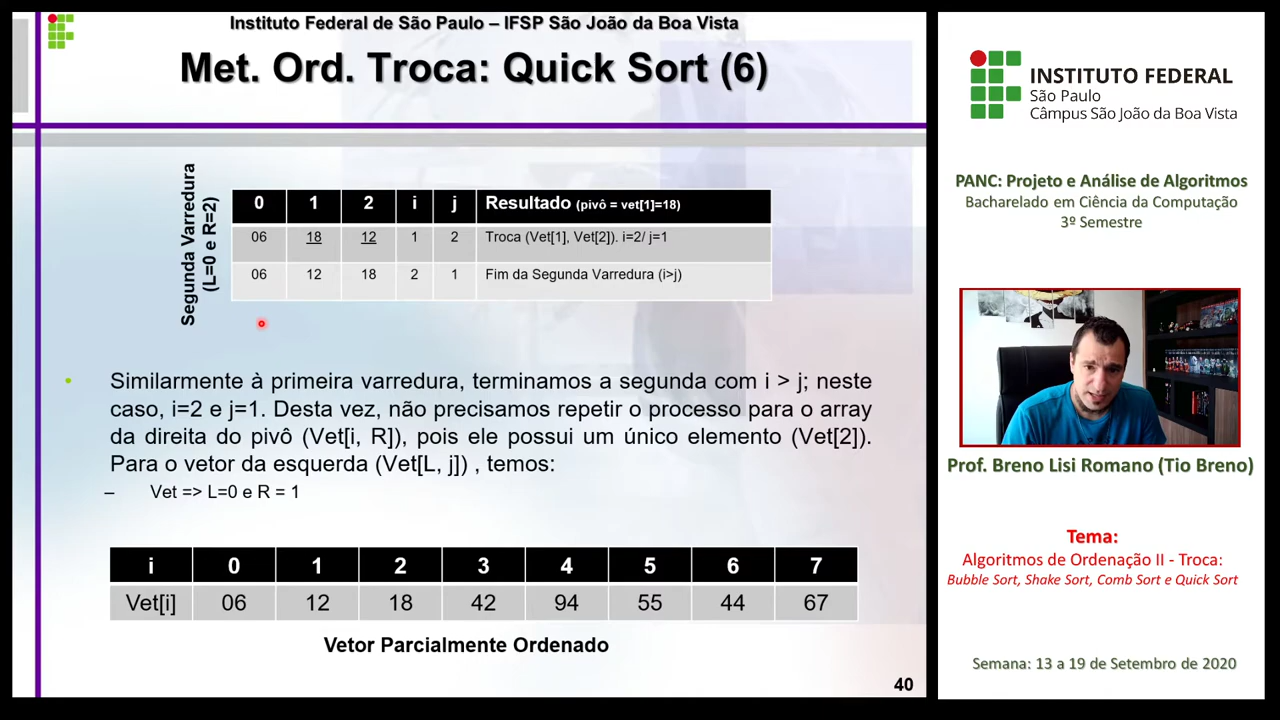 Instituto Federal de São Paulo – IFSP São João da Boa Vista
Met. Ord. Troca: Quick Sort (6)
Segunda Varredura
(L=0 e R=2)
0 1 2 i j Resultado (pivô = vet[1]=18)
06 18 12 1 2 Troca (Vet[1], Vet[2]). i=2/ j=1
06 12 18 2 1 Fim da Segunda Varredura (i>j)
• Similarmente à primeira varredura, terminamos a segunda com i > j; neste
caso, i=2 e j=1. Desta vez, não precisamos repetir o processo para o array
da direita do pivô (Vet[i, R]), pois ele possui um único elemento (Vet[2]).
Para o vetor da esquerda (Vet[L, j]) , temos:
– Vet => L=0 e R = 1
i 0 1 2 3 4 5 6 7
Vet[i] 06 12 18 42 94 55 44 67
Vetor Parcialmente Ordenado
40
INSTITUTO FEDERAL
São Paulo
Câmpus São João da Boa Vista
PANC: Projeto e Análise de Algoritmos
Bacharelado em Ciência da Computação
3º Semestre
Prof. Breno Lisi Romano (Tio Breno)
Tema:
Algoritmos de Ordenação II - Troca:
Bubble Sort, Shake Sort, Comb Sort e Quick Sort
Semana: 13 a 19 de Setembro de 2020